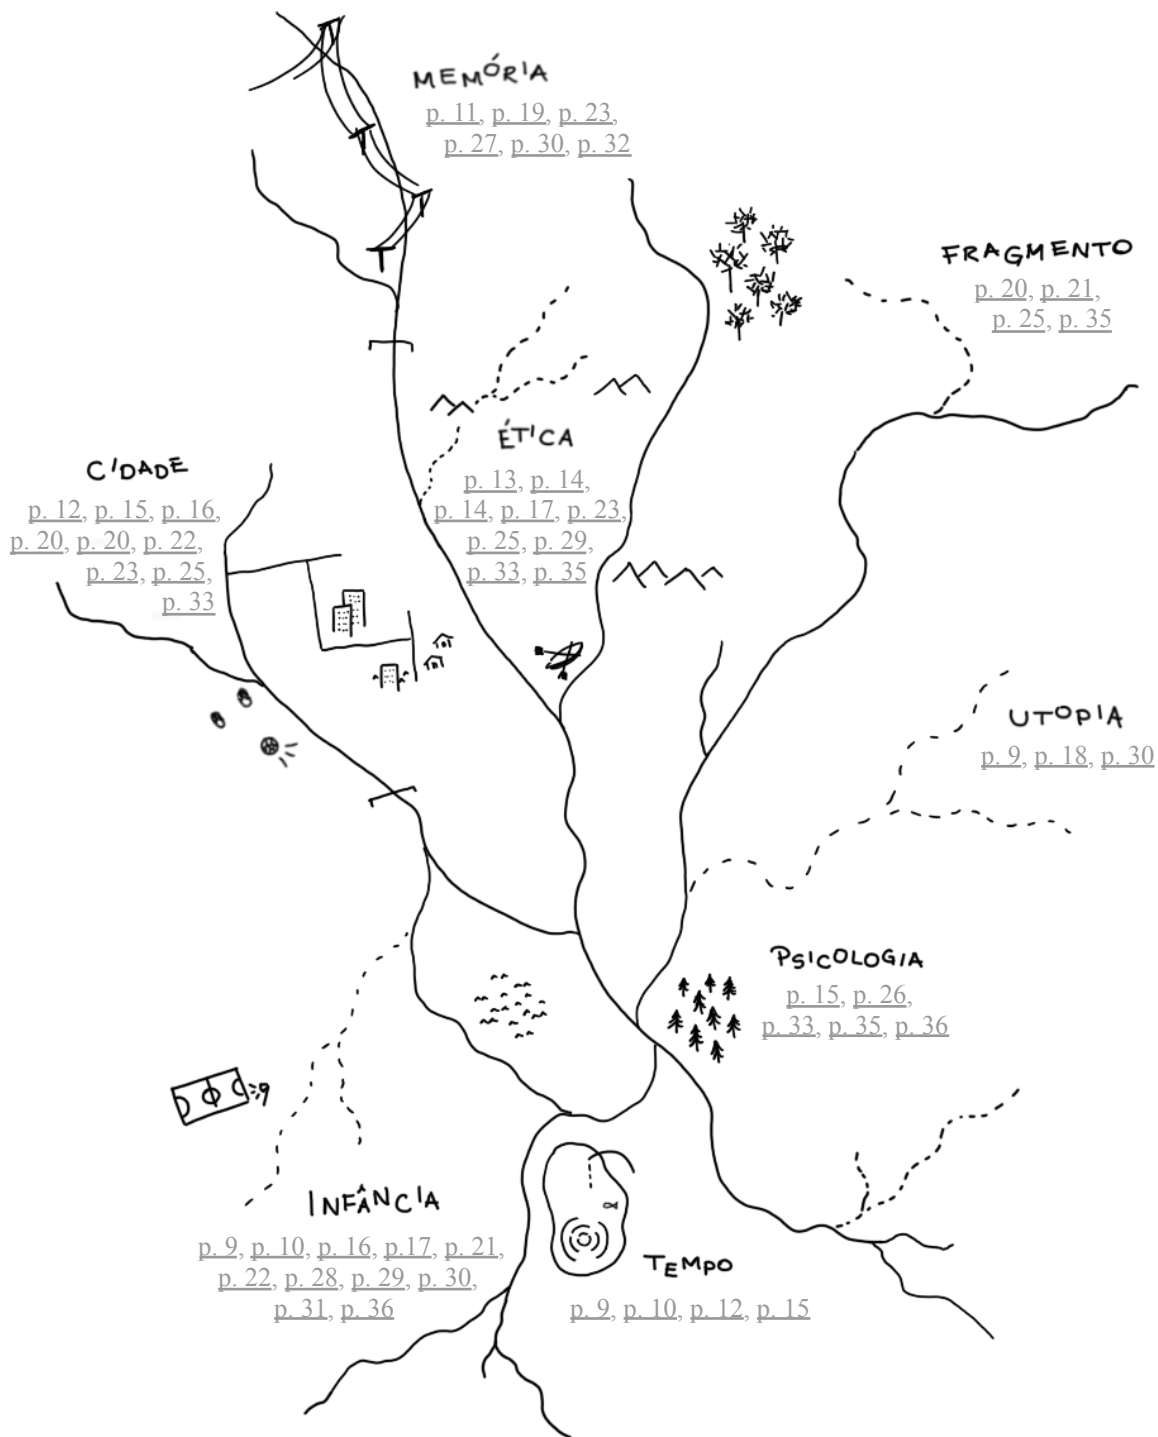 MEMÓRIA
p. 11, p. 19, p. 23,
p. 27, p. 30, p. 32
FRAGMENTO
p. 20, p. 21,
p. 25, p. 35
ÉTICA
p. 13, p. 14,
p. 14, p. 17, p. 23,
p. 25, p. 29,
p. 33, p. 35
CIDADE
p. 12, p. 15, p. 16,
p. 20, p. 20, p. 22,
p. 23, p. 25,
p. 33
UTOPIA
p. 9, p. 18, p. 30
PSICOLOGIA
p. 15, p. 26,
p. 33, p. 35, p. 36
INFÂNCIA
p. 9, p. 10, p. 16, p.17, p. 21,
p. 22, p. 28, p. 29, p. 30,
p. 31, p. 36
TEMPO
p. 9, p. 10, p. 12, p. 15